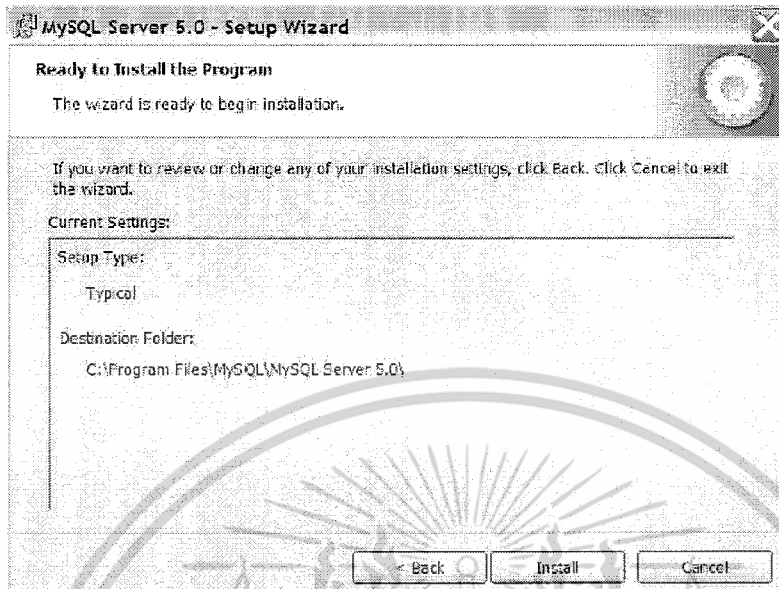 MySQL Server 5.0 - Setup Wizard
Ready to Install the Program
The wizard is ready to begin installation.
If you want to review or change any of your installation settings, click Back. Click Cancel to exit
the wizard.
Current Settings:
Setup Type:
Typical
Destination Folder:
C:\Program Files\MySQL\MySQL Server 5.0\
< Back
Install
Cancel